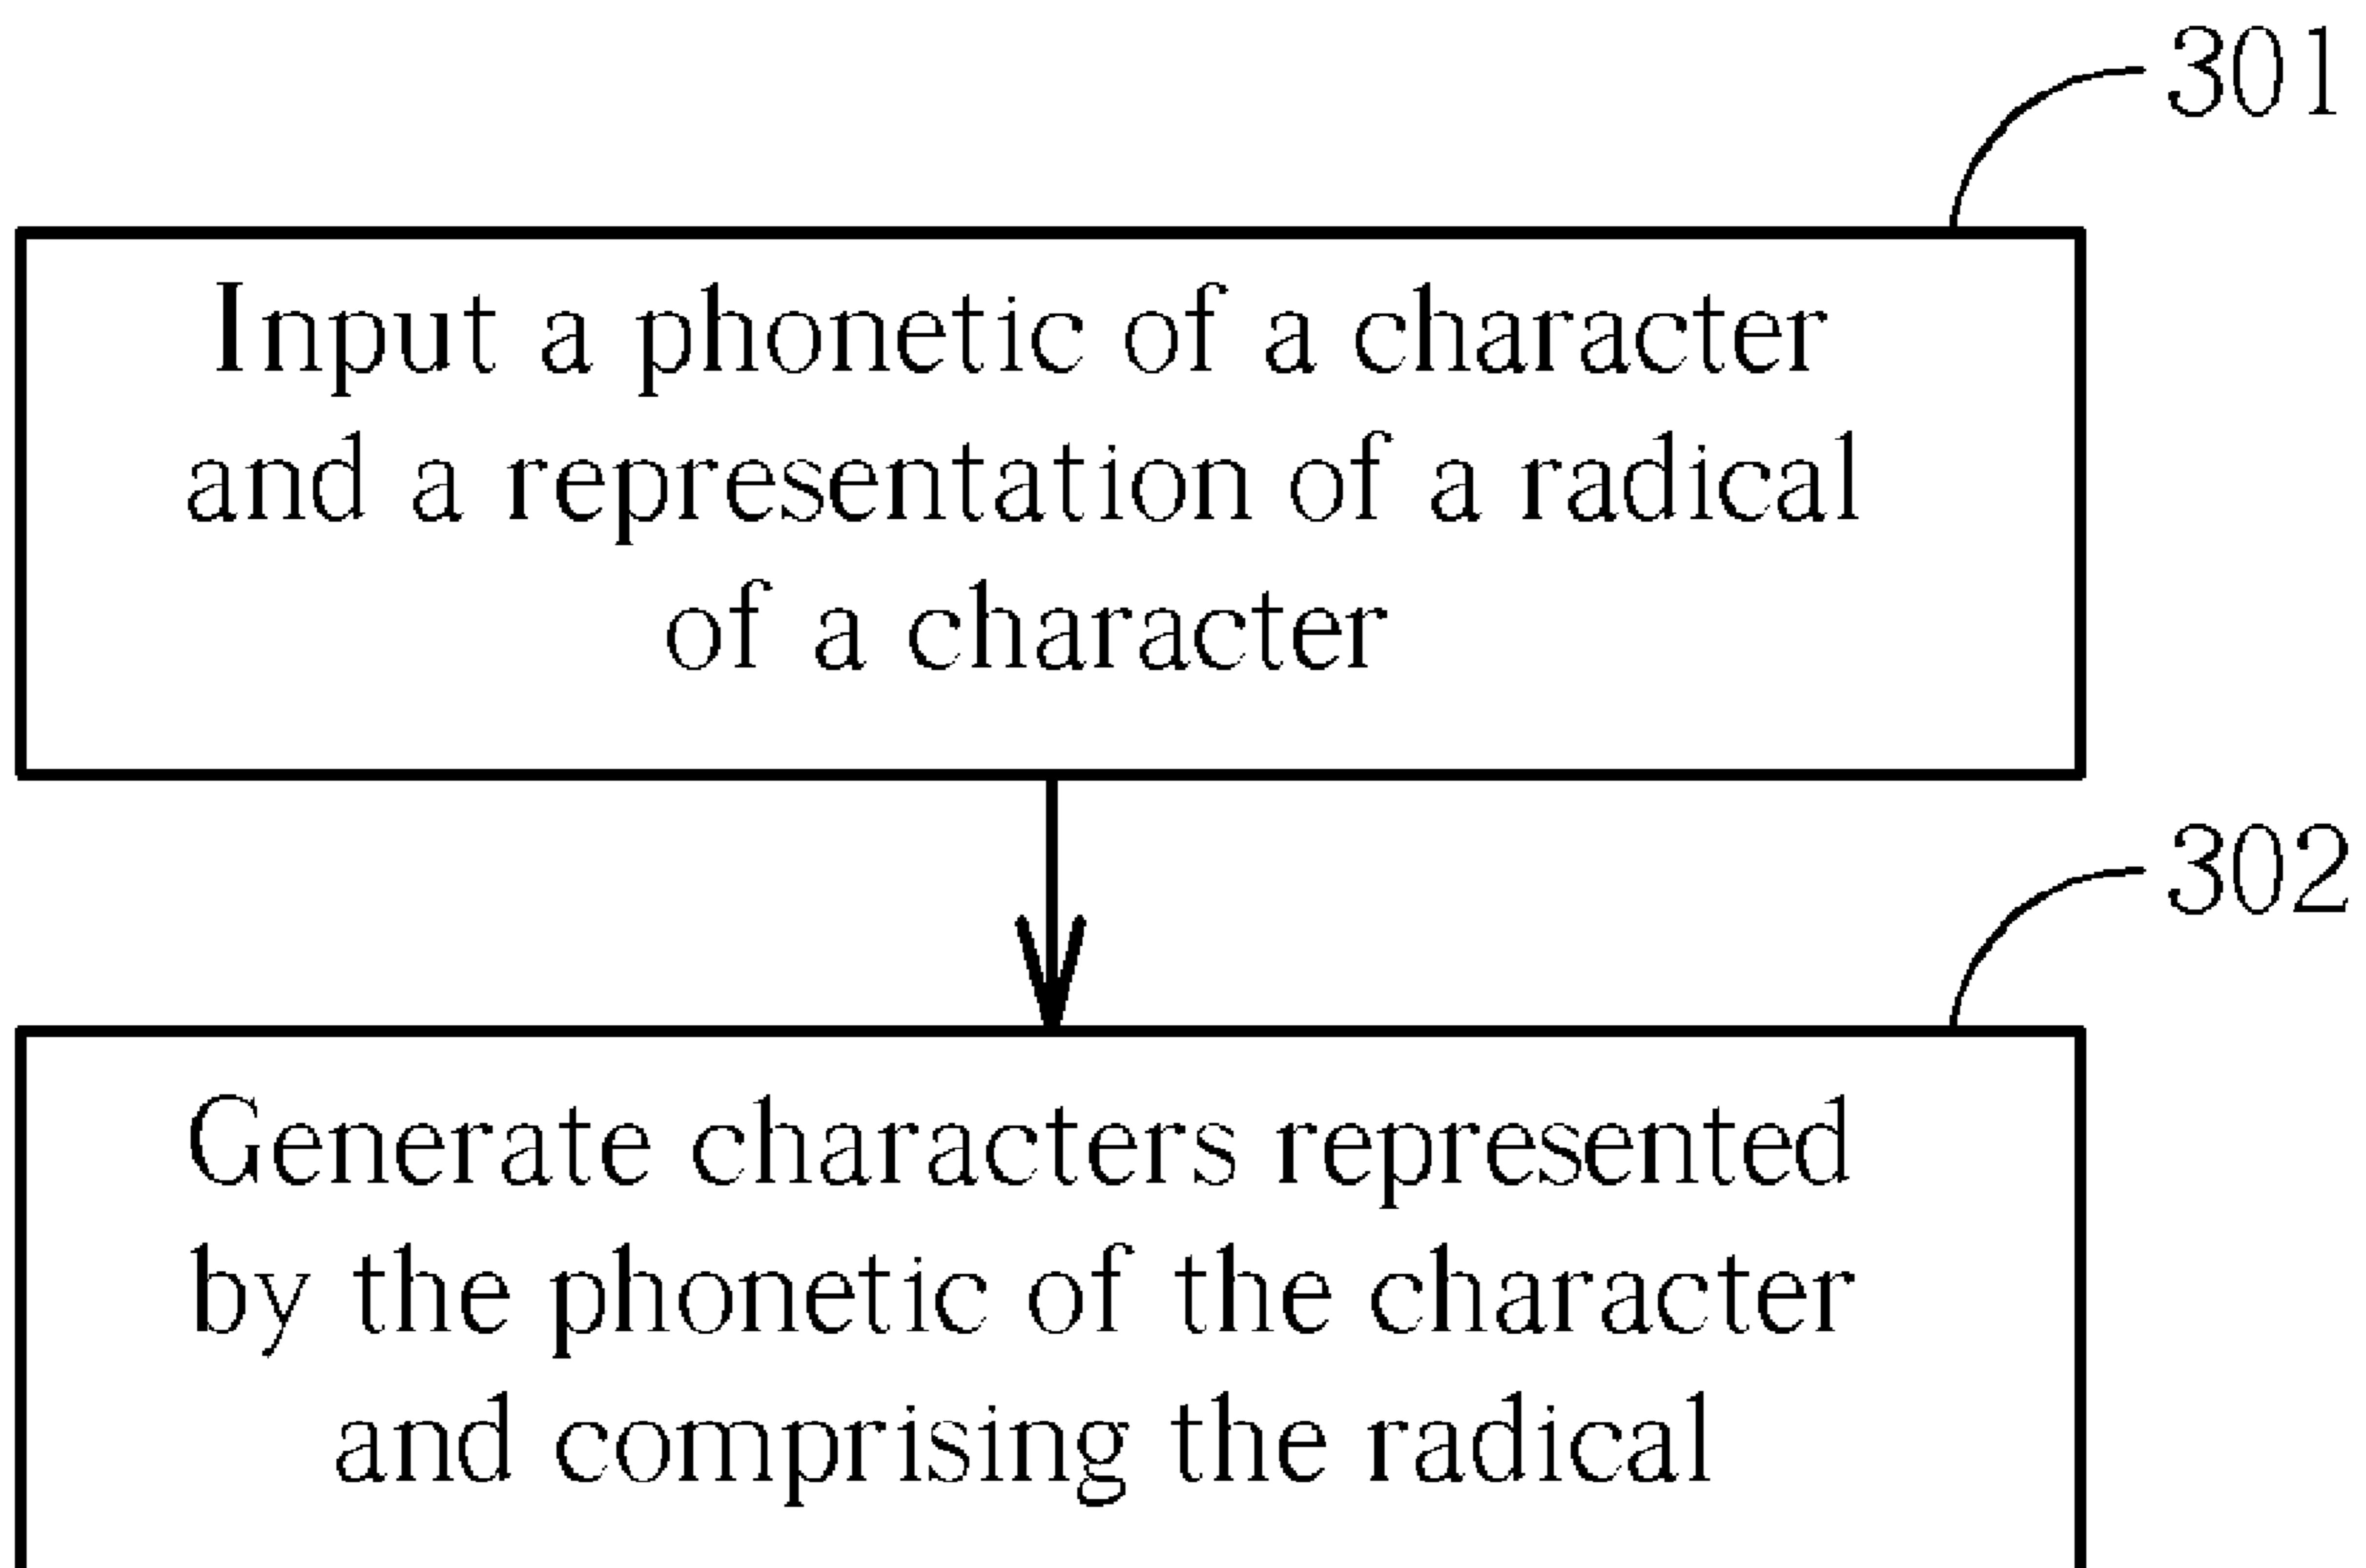 301
Input a phonetic of a character
and a representation of a radical
of a character
302
Generate characters represented
by the phonetic of the character
and comprising the radical